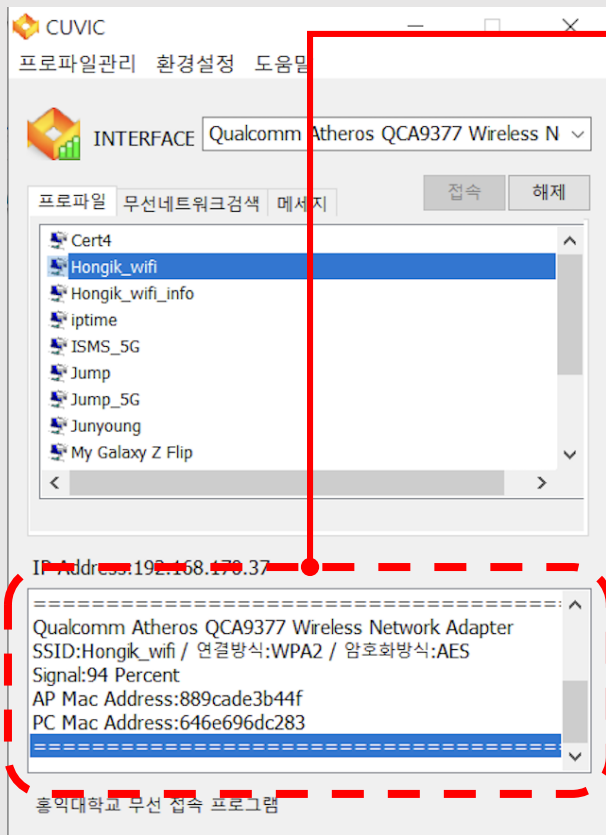 CUVIC
프로파일관리 환경설정 도움말
INTERFACE Qualcomm Atheros QCA9377 Wireless N
접속 해제
프로파일 무선네트워크검색 메세지
Cert4
Hongik_wifi
Hongik_wifi_info
iptime
ISMS_5G
Jump
Jump_5G
Junyoung
My Galaxy Z Flip
IP Address:192.168.170.37
=======================================
Qualcomm Atheros QCA9377 Wireless Network Adapter
SSID:Hongik_wifi / 연결방식:WPA2 / 암호화방식:AES
Signal:94 Percent
AP Mac Address:889cade3b44f
PC Mac Address:646e696dc283
=======================================
홍익대학교 무선 접속 프로그램